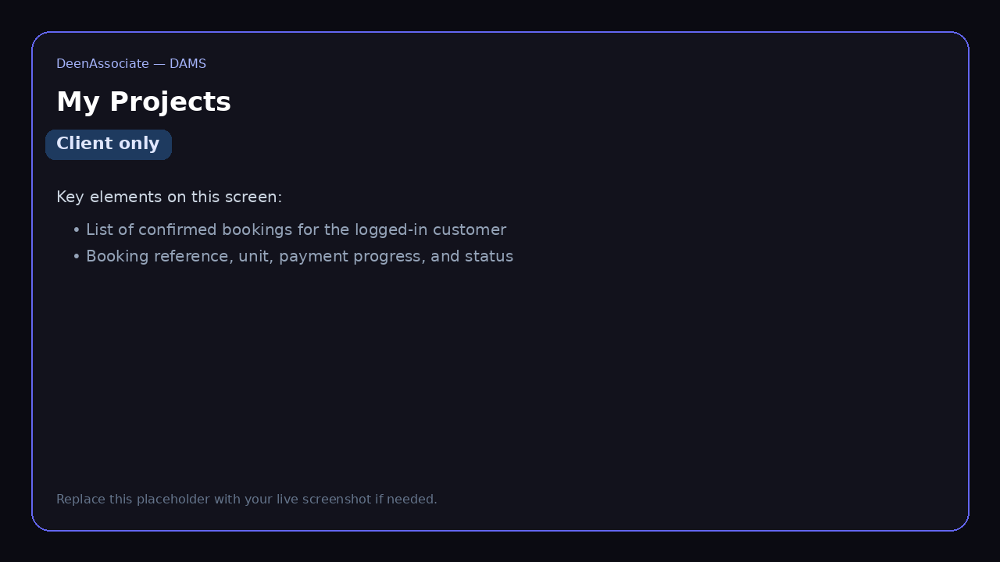 DeenAssociate — DAMS
My Projects
Client only
Key elements on this screen:
• List of confirmed bookings for the logged-in customer
• Booking reference, unit, payment progress, and status
Replace this placeholder with your live screenshot if needed.